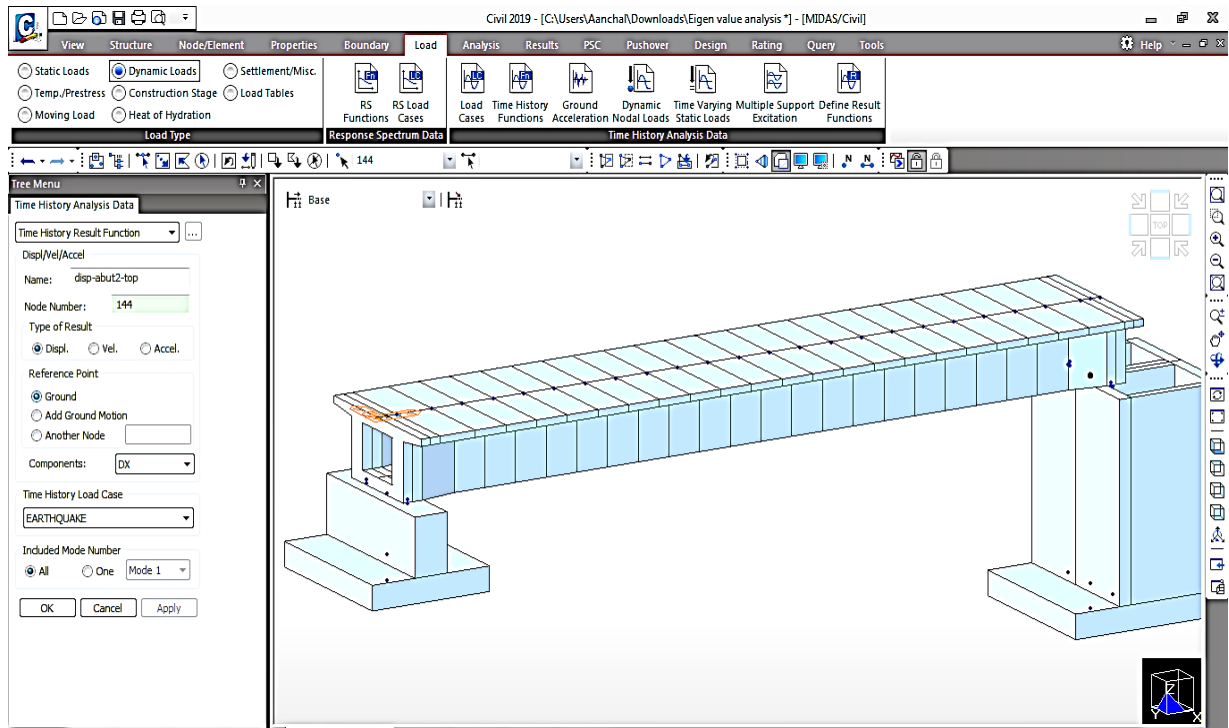 Civil 2019 - [C:\Users\Aanchal\Downloads\Eigen value analysis *] - [MIDAS/Civil]
View Structure Node/Element Properties Boundary Load Analysis Results PSC Pushover Design Rating Query Tools Help
Static Loads Dynamic Loads Settlement/Misc.
Temp./Prestress Construction Stage Load Tables
Moving Load Heat of Hydration
Load Type
RS Functions
RS Load Cases
Response Spectrum Data
Load Cases
Time History Functions
Ground Acceleration
Dynamic Nodal Loads
Time Varying Static Loads
Multiple Support Excitation
Define Result Functions
Time History Analysis Data
144
Tree Menu
Time History Analysis Data
Time History Result Function ...
Displ/Vel/Accel
Name: disp-abut2-top
Node Number: 144
Type of Result
Displ. Vel. Accel.
Reference Point
Ground
Add Ground Motion
Another Node
Components: DX
Time History Load Case
EARTHQUAKE
Included Mode Number
All One Mode 1
OK Cancel Apply
Base
TOP
Z
Y X